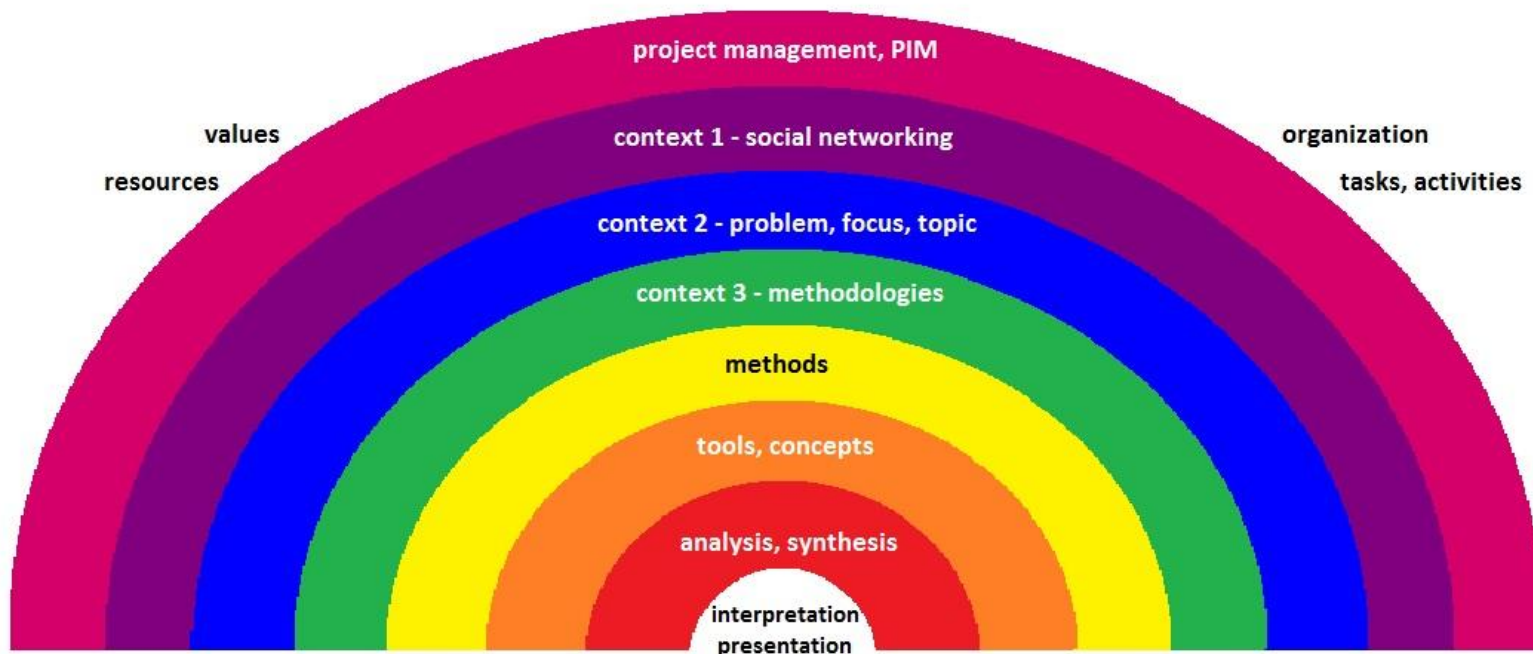 project management, PIM
values
organization
context 1 - social networking
resources
tasks, activities
context 2 - problem, focus, topic
context 3 - methodologies
methods
tools, concepts
analysis, synthesis
interpretation
presentation